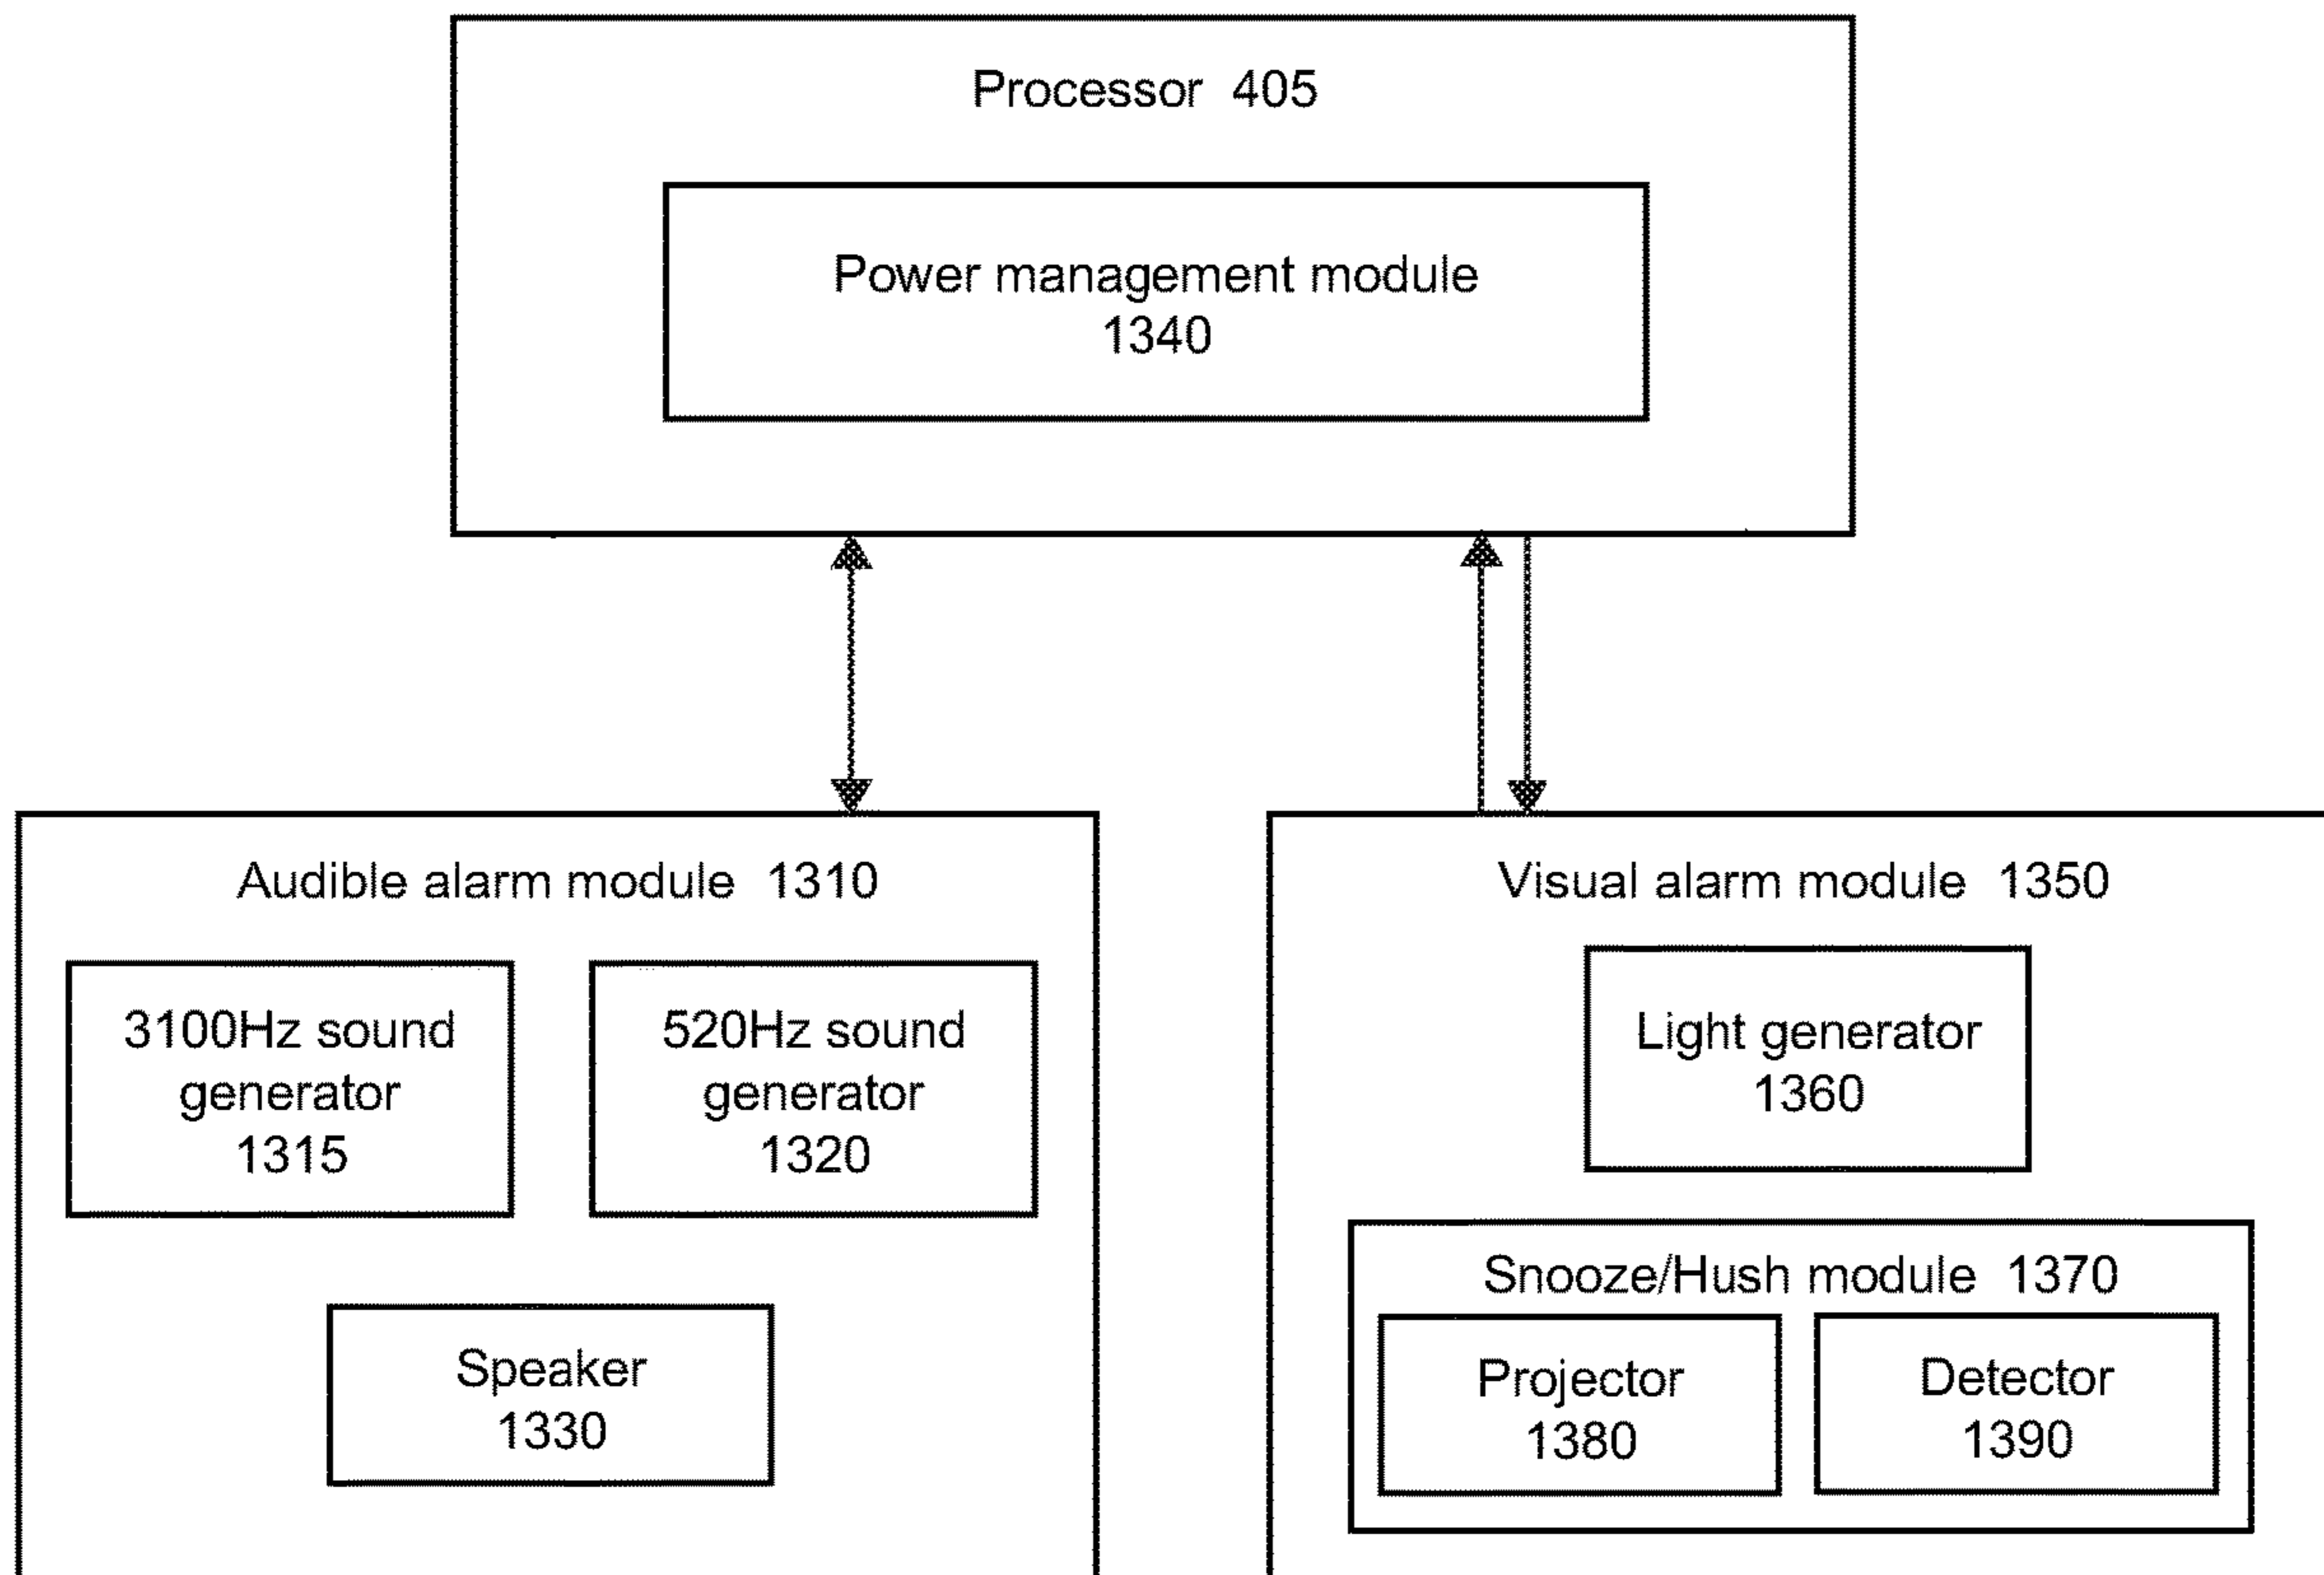 Processor 405
Power management module
1340
Audible alarm module 1310
3100Hz sound
generator
1315
520Hz sound
generator
1320
Speaker
1330
Visual alarm module 1350
Light generator
1360
Snooze/Hush module 1370
Projector
1380
Detector
1390